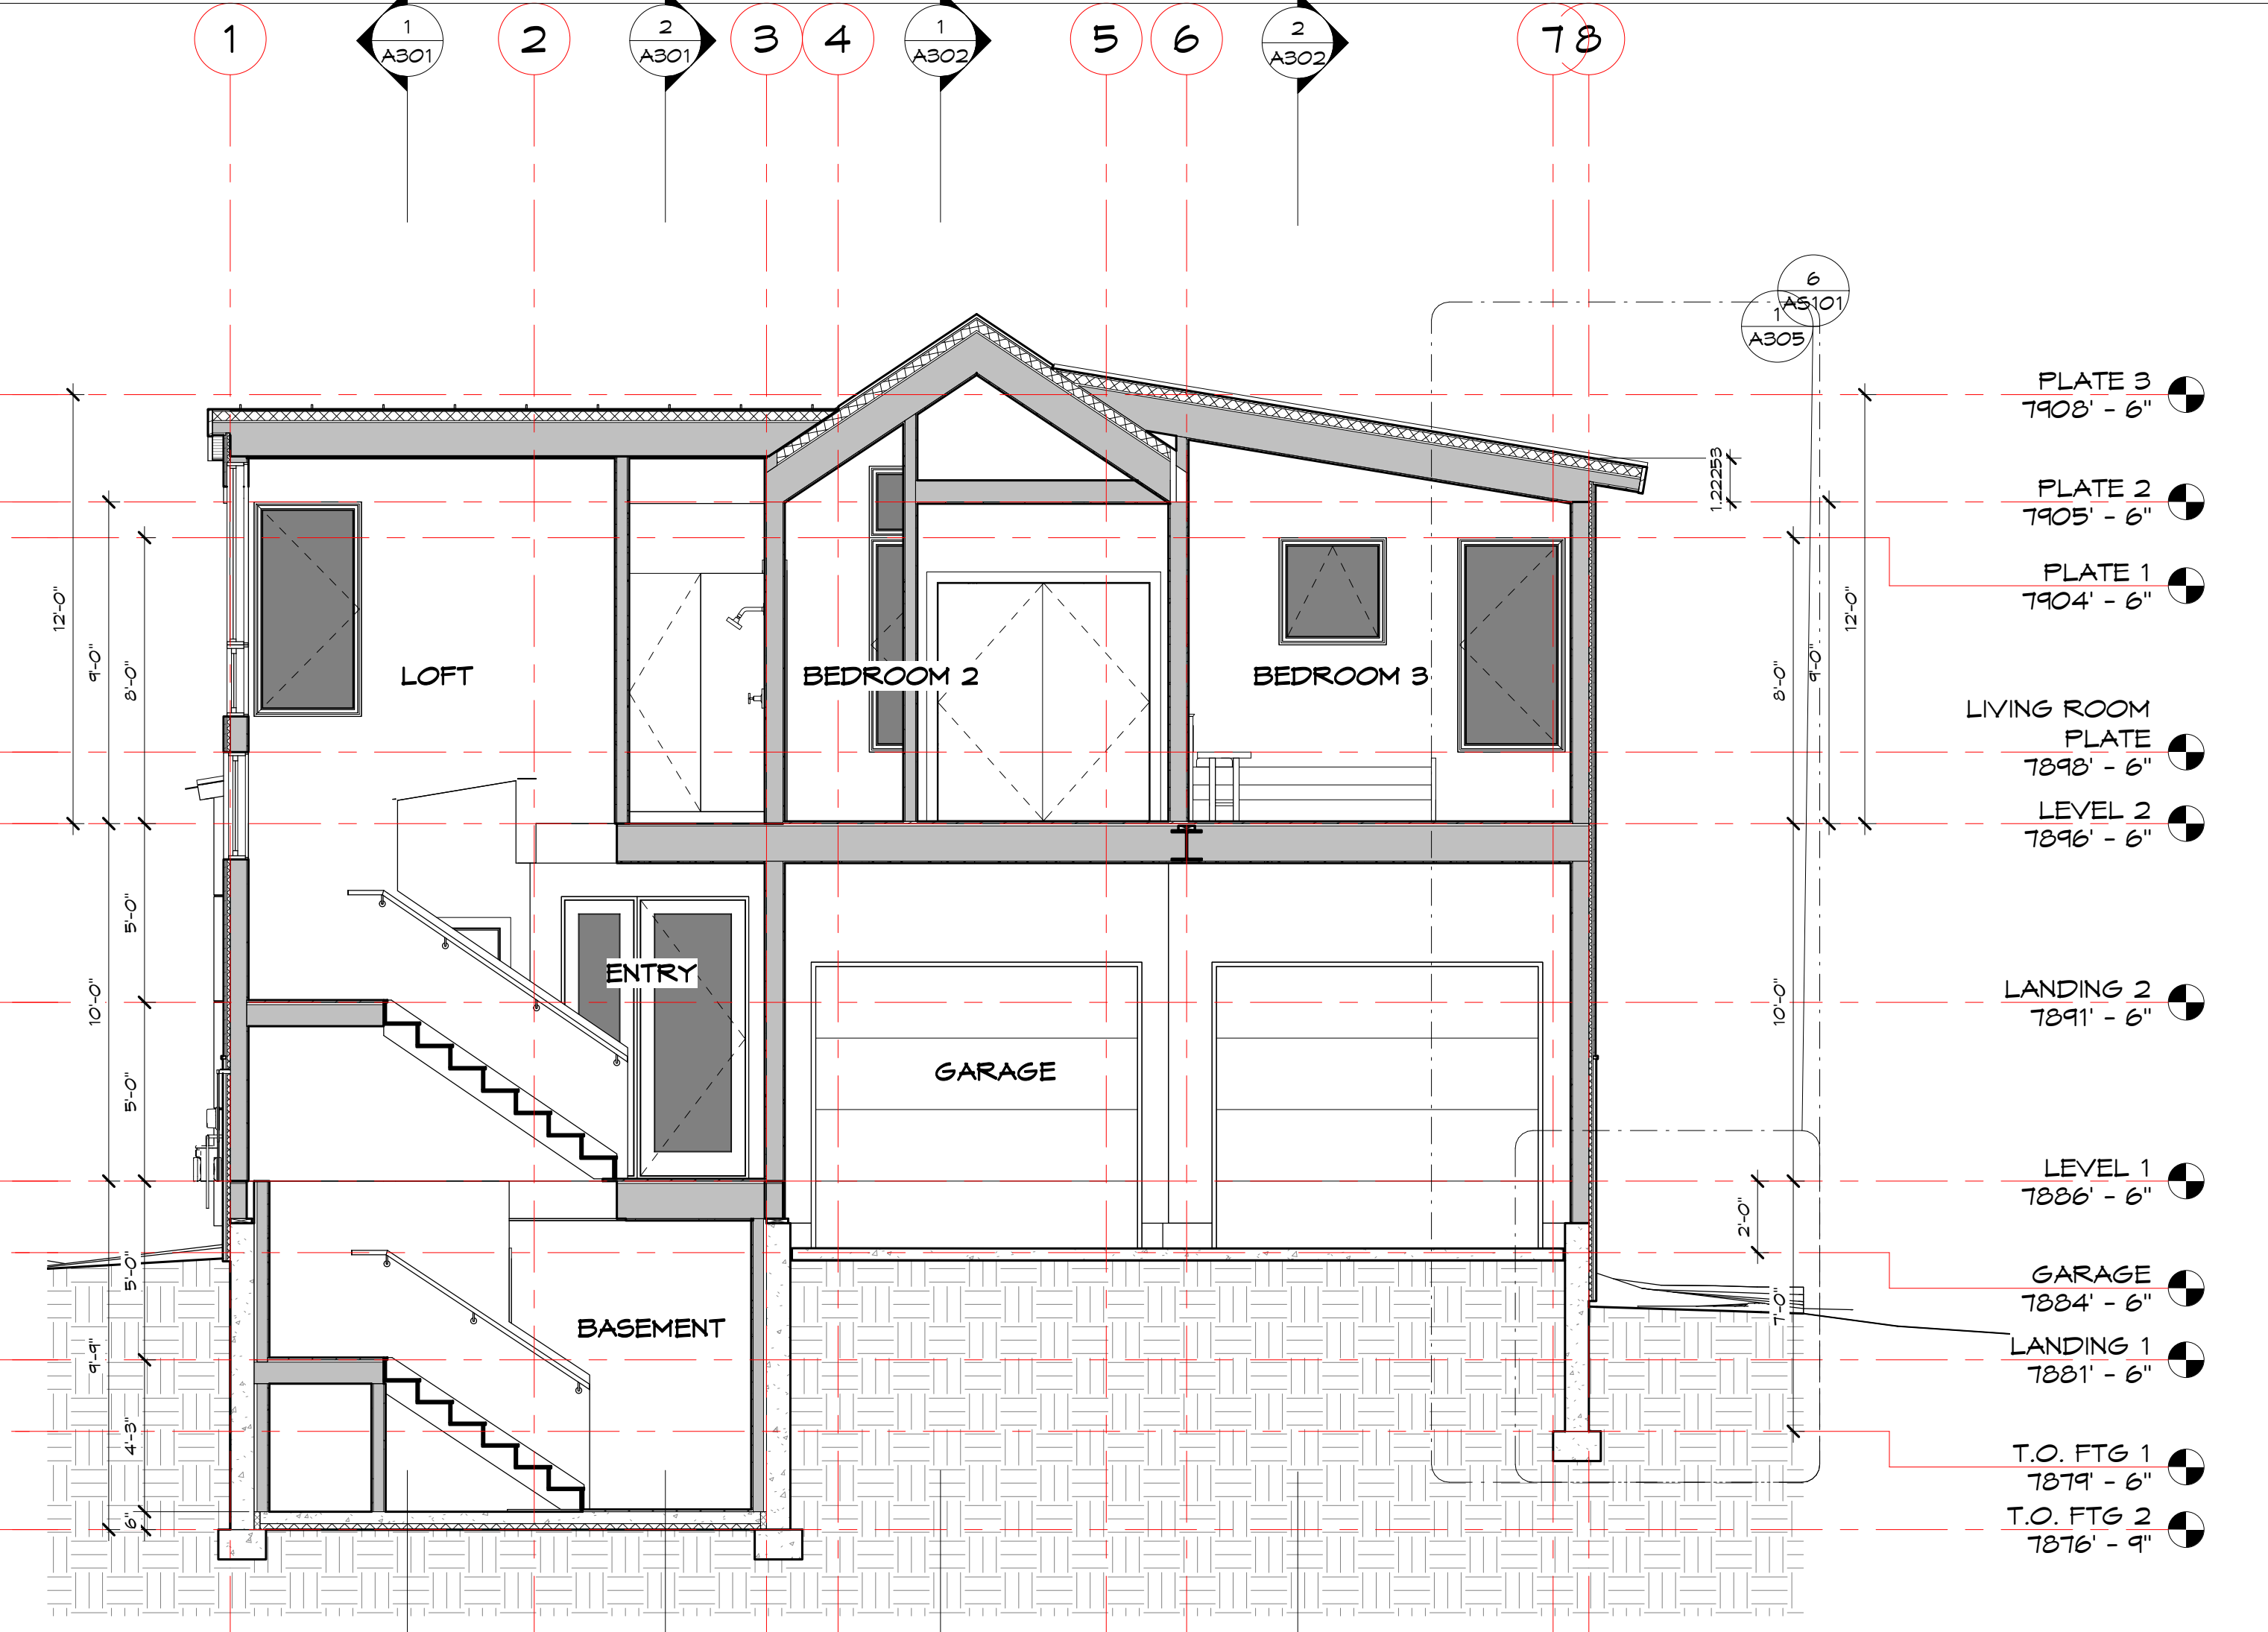 1
1
A301
2
2
A301
3
4
1
A302
5
6
2
A302
7
8
6
AS101
1
A305
PLATE 3
7908' - 6"
1.22253
PLATE 2
7905' - 6"
PLATE 1
7904' - 6"
12'-0"
9'-0"
8'-0"
LOFT
BEDROOM 2
BEDROOM 3
8'-0"
9'-0"
12'-0"
LIVING ROOM
PLATE
7898' - 6"
LEVEL 2
7896' - 6"
5'-0"
ENTRY
10'-0"
10'-0"
LANDING 2
7891' - 6"
5'-0"
GARAGE
LEVEL 1
7886' - 6"
2'-0"
5'-0"
GARAGE
7884' - 6"
7'-0"
BASEMENT
9'-9"
LANDING 1
7881' - 6"
4'-3"
T.O. FTG 1
7879' - 6"
6"
T.O. FTG 2
7876' - 9"